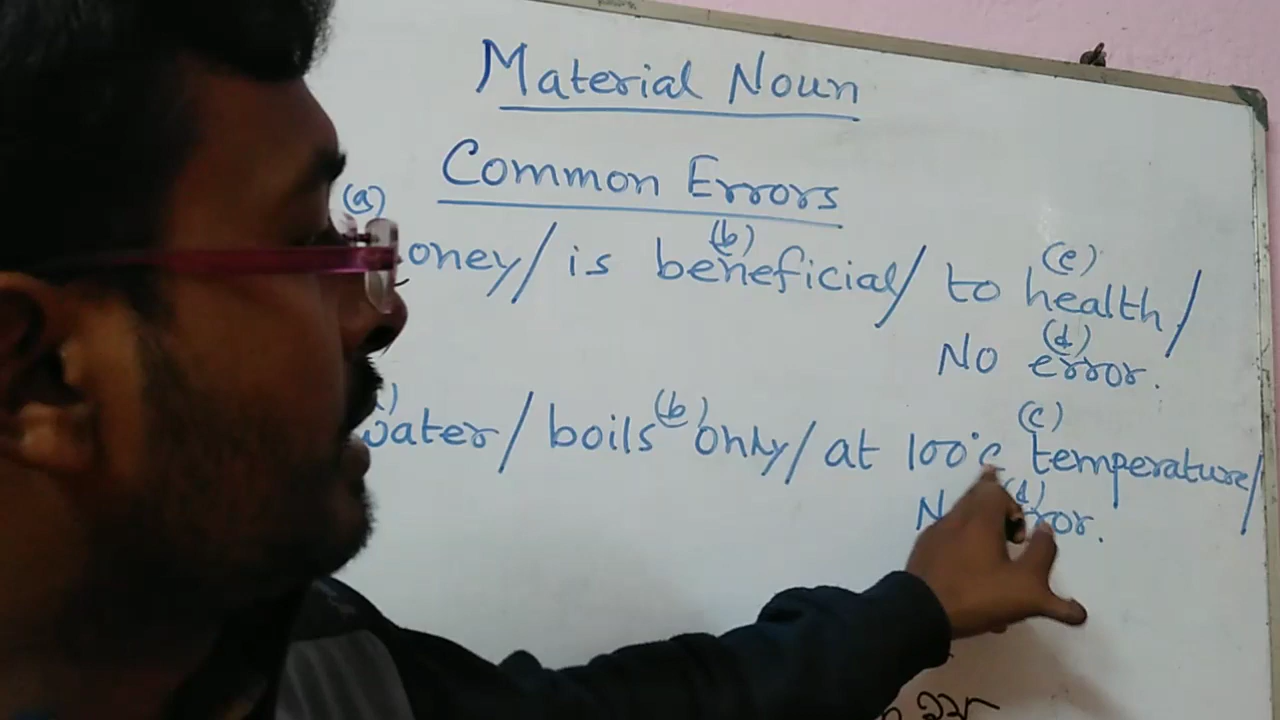 Material Noun
Common Errors
(a) (b) (c)
oney/ is beneficial/ to health/
(d)
No error.
(b) (c)
water/ boils only/ at 100°c temperature/
(d)